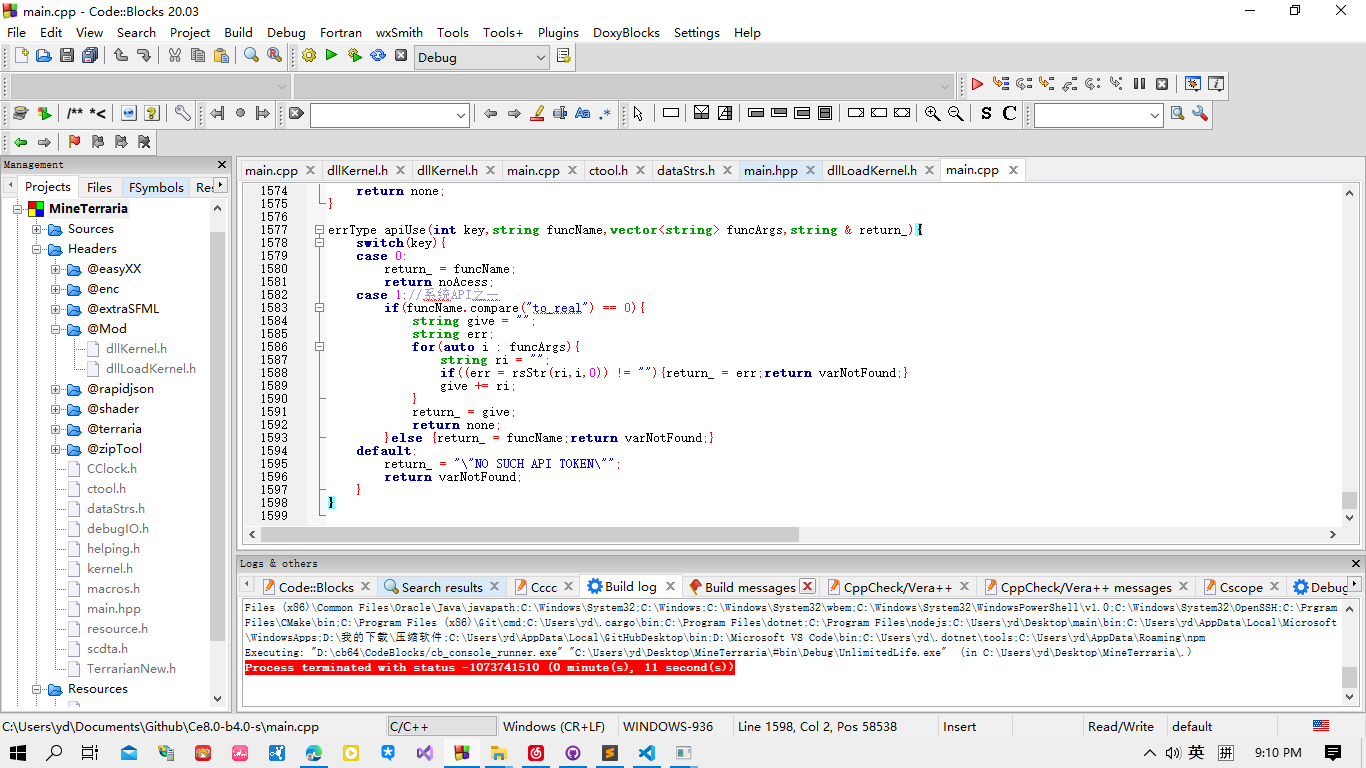 main.cpp - Code::Blocks 20.03
File Edit View Search Project Build Debug Fortran wxSmith Tools Tools+ Plugins DoxyBlocks Settings Help
Debug
/** *<
Aa .*
S C
Management
Projects Files FSymbols Res
MineTerraria
Sources
Headers
@easyXX
@enc
@extraSFML
@Mod
dllKernel.h
dllLoadKernel.h
@rapidjson
@shader
@terraria
@zipTool
CClock.h
ctool.h
dataStrs.h
debugIO.h
helping.h
kernel.h
macros.h
main.hpp
resource.h
scdta.h
TerrarianNew.h
Resources
main.cpp dllKernel.h dllKernel.h main.cpp ctool.h dataStrs.h main.hpp dllLoadKernel.h main.cpp
1574 return none;
1575 }
1576
1577 errType apiUse(int key,string funcName,vector<string> funcArgs,string & return_){
1578 switch(key){
1579 case 0:
1580 return_ = funcName;
1581 return noAcess;
1582 case 1://系统API之一
1583 if(funcName.compare("to_real") == 0){
1584 string give = "";
1585 string err;
1586 for(auto i : funcArgs){
1587 string ri = "";
1588 if((err = rsStr(ri,i,0)) != ""){return_ = err;return varNotFound;}
1589 give += ri;
1590 }
1591 return_ = give;
1592 return none;
1593 }else {return_ = funcName;return varNotFound;}
1594 default:
1595 return_ = "\"NO SUCH API TOKEN\"";
1596 return varNotFound;
1597 }
1598 }
1599
Logs & others
Code::Blocks Search results Cccc Build log Build messages CppCheck/Vera++ CppCheck/Vera++ messages Cscope Debug
Files (x86)\Common Files\Oracle\Java\javapath;C:\Windows\System32;C:\Windows;C:\Windows\System32\wbem;C:\Windows\System32\WindowsPowerShell\v1.0;C:\Windows\System32\OpenSSH;C:\Prgram
Files\CMake\bin;C:\Program Files (x86)\Git\cmd;C:\Users\yd\.cargo\bin;C:\Program Files\dotnet;C:\Program Files\nodejs;C:\Users\yd\Desktop\main\bin;C:\Users\yd\AppData\Local\Microsoft
\WindowsApps;D:\我的下载\压缩软件;C:\Users\yd\AppData\Local\GitHubDesktop\bin;D:\Microsoft VS Code\bin;C:\Users\yd\.dotnet\tools;C:\Users\yd\AppData\Roaming\npm
Executing: "D:\cb64\CodeBlocks/cb_console_runner.exe" "C:\Users\yd\Desktop\MineTerraria\#bin\Debug\UnlimitedLife.exe"  (in C:\Users\yd\Desktop\MineTerraria\.)
Process terminated with status -1073741510 (0 minute(s), 11 second(s))
C:\Users\yd\Documents\Github\Ce8.0-b4.0-s\main.cpp C/C++ Windows (CR+LF) WINDOWS-936 Line 1598, Col 2, Pos 58538 Insert Read/Write default
英 拼 9:10 PM